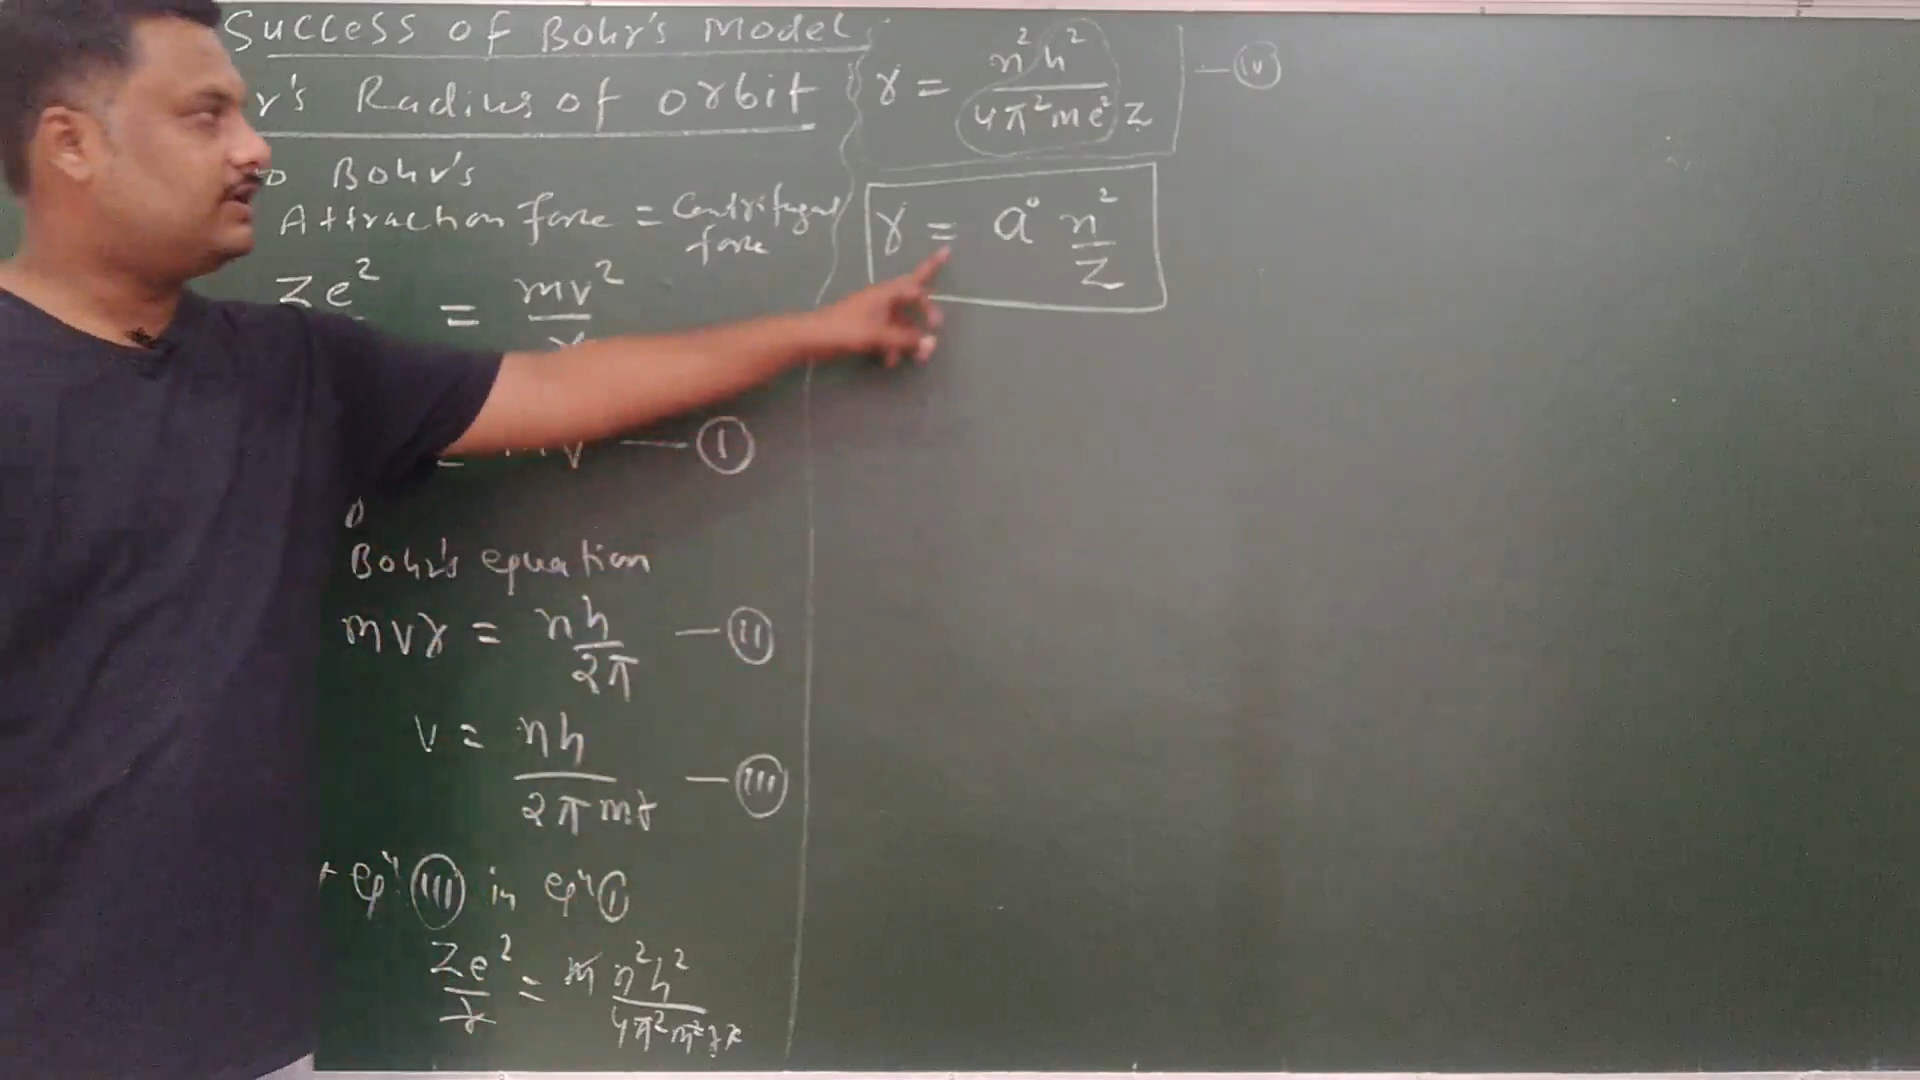 Success of Bohr's Model
r's Radius of orbit
Bohr's
Attraction force = Centrifugal
force
Ze² = mv²
r
= mv — (I)
Bohr's equation
mvr = nh — (II)
2π
v = nh
2πmr — (III)
eqⁿ (III) in eqⁿ (I)
Ze² = m n²h²
r 4π²m²r²
r = n²h² — (iv)
4π²me²Z
r = a° n²
Z